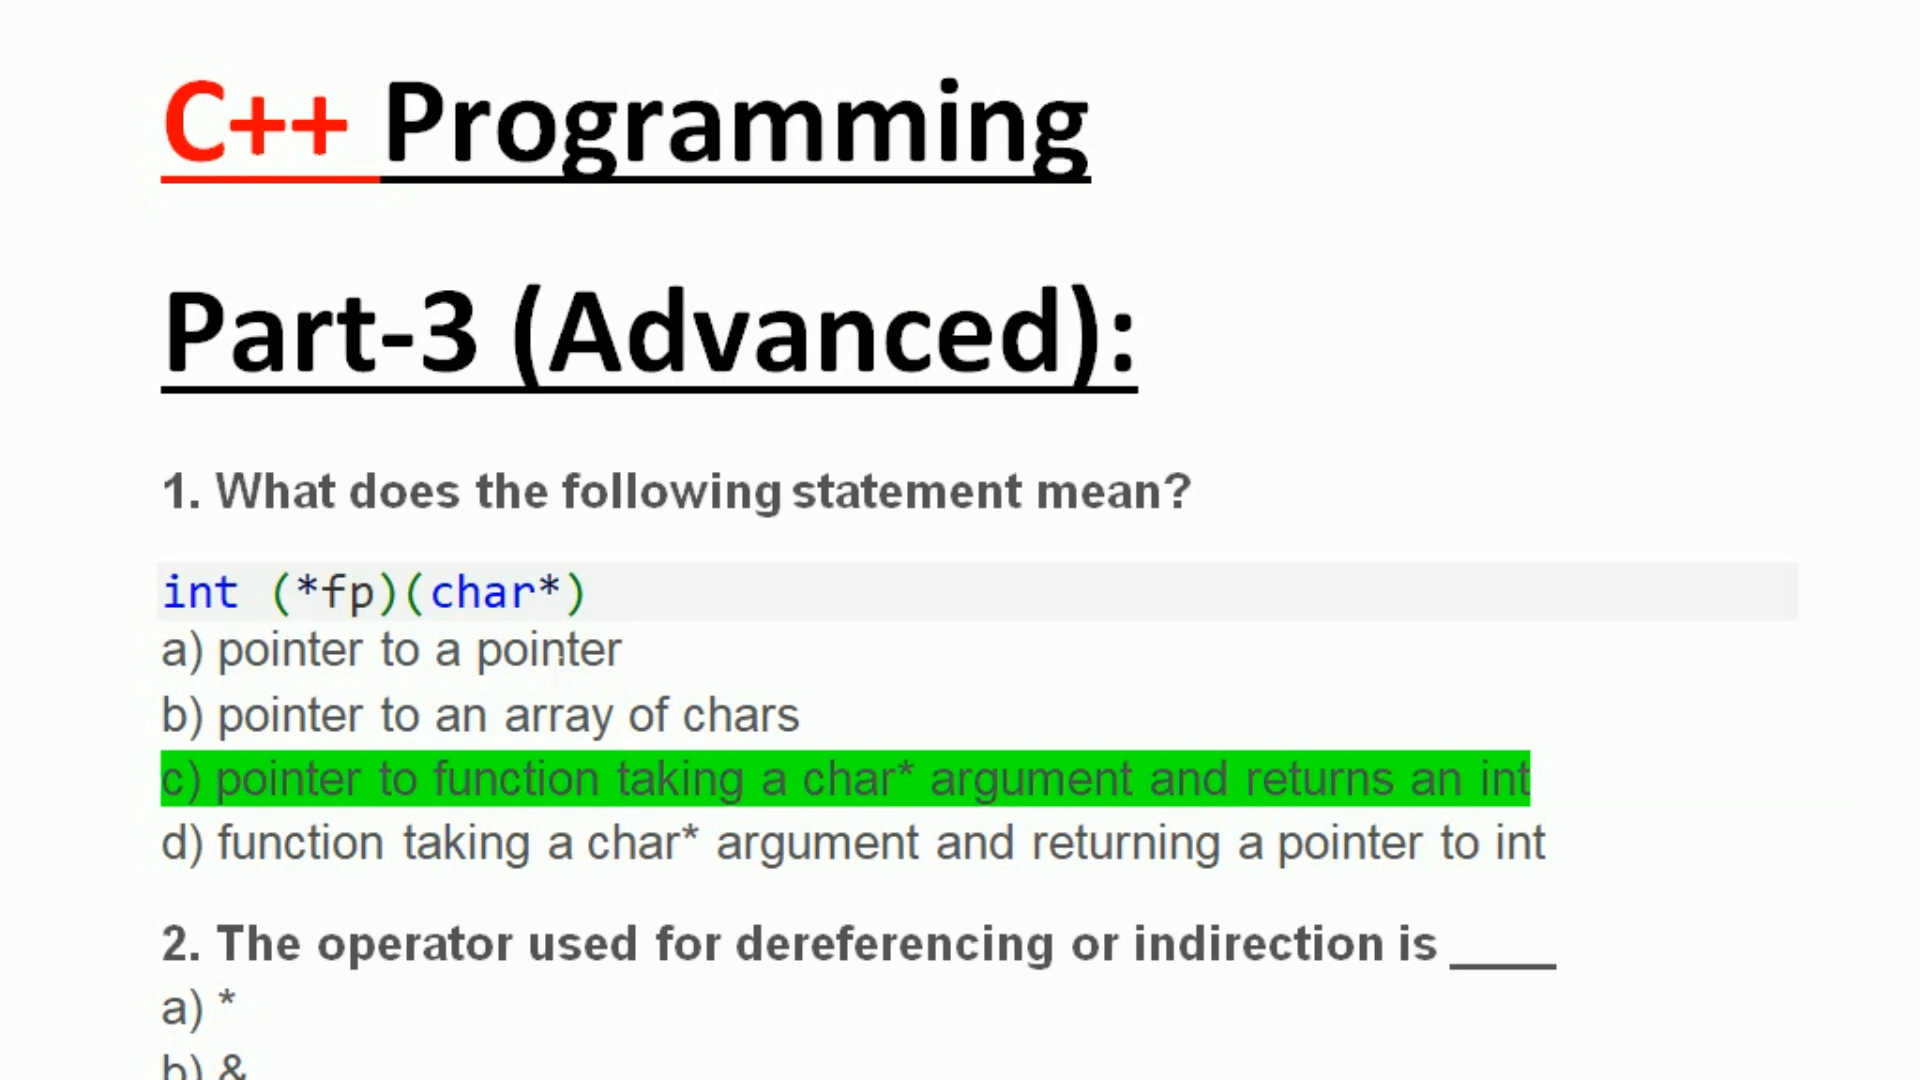 C++ Programming
Part-3 (Advanced):
1. What does the following statement mean?
int (*fp)(char*)
a) pointer to a pointer
b) pointer to an array of chars
c) pointer to function taking a char* argument and returns an int
d) function taking a char* argument and returning a pointer to int
2. The operator used for dereferencing or indirection is ____
a) *
b) &